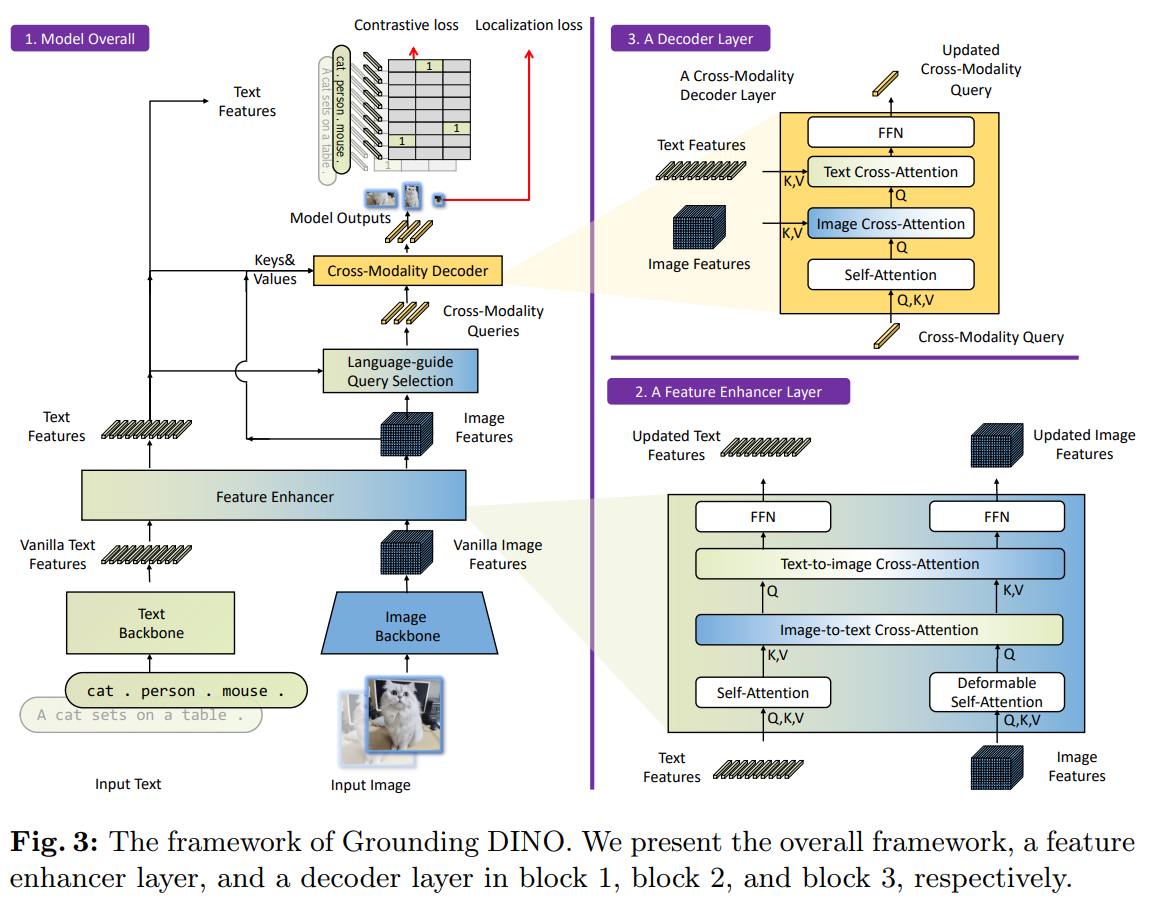 1. Model Overall
Contrastive loss
Localization loss
Text
Features
cat . person . mouse .
A cat sets on a table .
1
1
1
1
Model Outputs
Keys&
Values
Cross-Modality Decoder
Cross-Modality
Queries
Language-guide
Query Selection
Text
Features
Image
Features
Feature Enhancer
Vanilla Text
Features
Vanilla Image
Features
Text
Backbone
Image
Backbone
cat . person . mouse .
A cat sets on a table .
Input Text
Input Image
3. A Decoder Layer
A Cross-Modality
Decoder Layer
Updated
Cross-Modality
Query
FFN
Text Features
Text Cross-Attention
K,V
Q
Image Cross-Attention
K,V
Q
Image Features
Self-Attention
Q,K,V
Cross-Modality Query
2. A Feature Enhancer Layer
Updated Text
Features
Updated Image
Features
FFN
FFN
Text-to-image Cross-Attention
Q
K,V
Image-to-text Cross-Attention
K,V
Q
Self-Attention
Deformable
Self-Attention
Q,K,V
Q,K,V
Text
Features
Image
Features
Fig. 3: The framework of Grounding DINO. We present the overall framework, a feature
enhancer layer, and a decoder layer in block 1, block 2, and block 3, respectively.